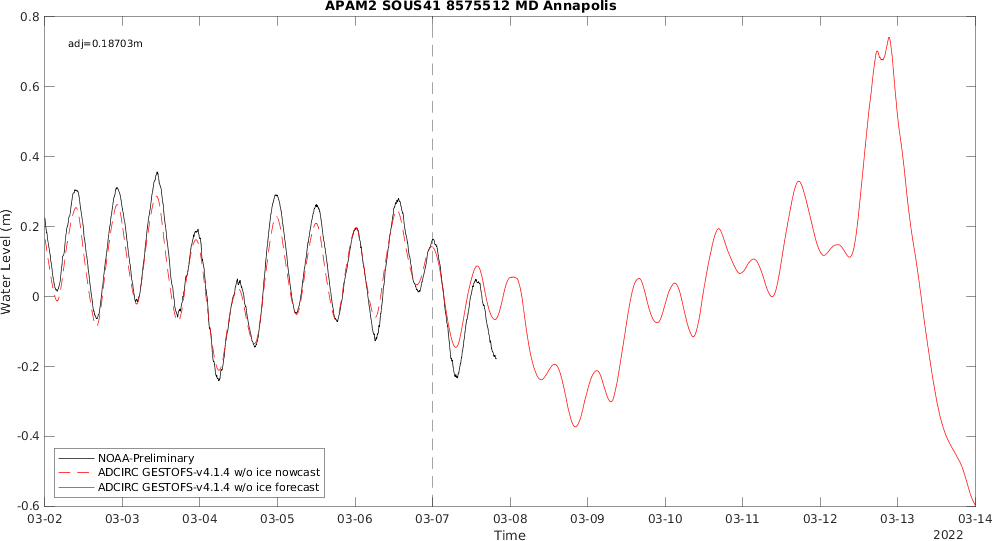 APAM2 SOUS41 8575512 MD Annapolis
adj=0.18703m
0.8
0.6
0.4
0.2
0
-0.2
-0.4
-0.6
Water Level (m)
NOAA-Preliminary
ADCIRC GESTOFS-v4.1.4 w/o ice nowcast
ADCIRC GESTOFS-v4.1.4 w/o ice forecast
03-02 03-03 03-04 03-05 03-06 03-07 03-08 03-09 03-10 03-11 03-12 03-13 03-14
Time
2022